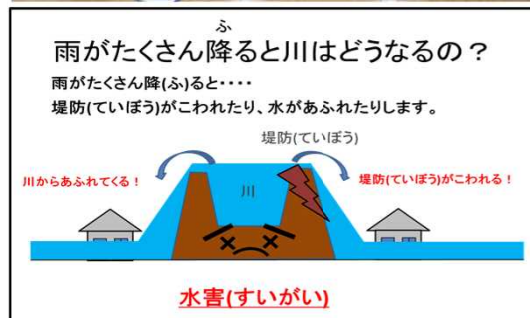 ふ
雨がたくさん降ると川はどうなるの？
雨がたくさん降(ふ)ると････
堤防(ていぼう)がこわれたり、水があふれたりします。
堤防(ていぼう)
川からあふれてくる！
川
堤防(ていぼう)がこわれる！
水害(すいがい)